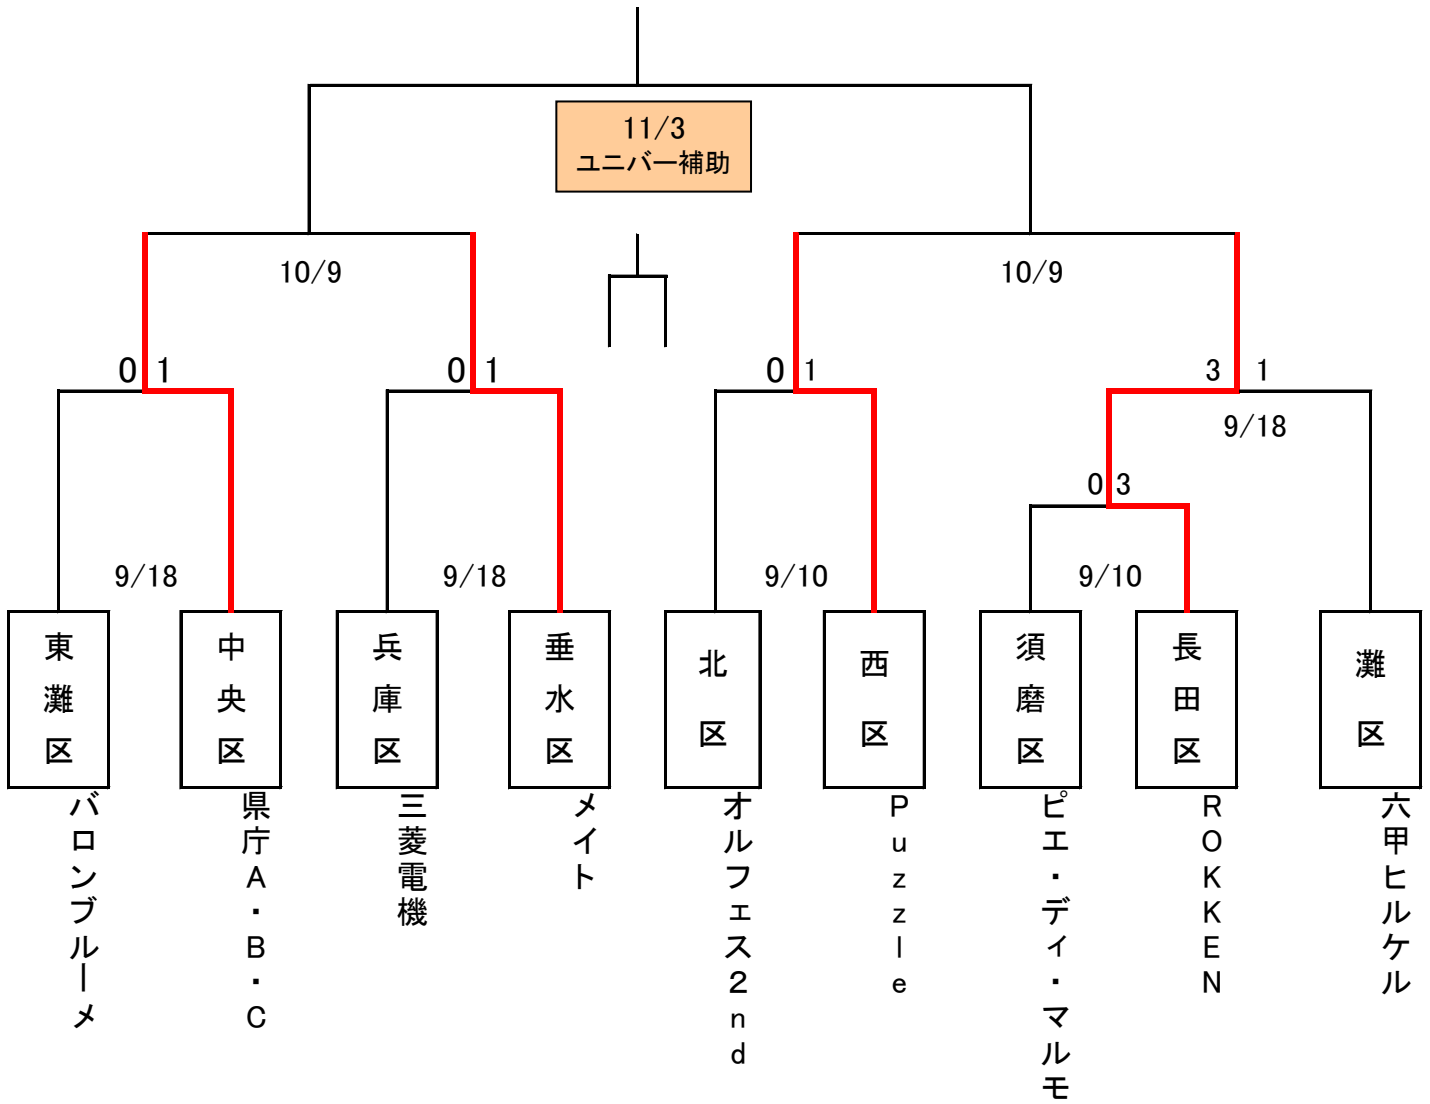 11/3
ユニバー補助
10/9
10/9
0 1
0 1
0 1
3 1
9/18
0 3
9/18
9/18
9/10
9/10
東灘区
中央区
兵庫区
垂水区
北区
西区
須磨区
長田区
灘区
バロンブルーメ
県庁A・B・C
三菱電機
メイト
オルフェス2nd
Puzzle
ピエ・ディ・マルモ
ROKKEN
六甲ヒルケル